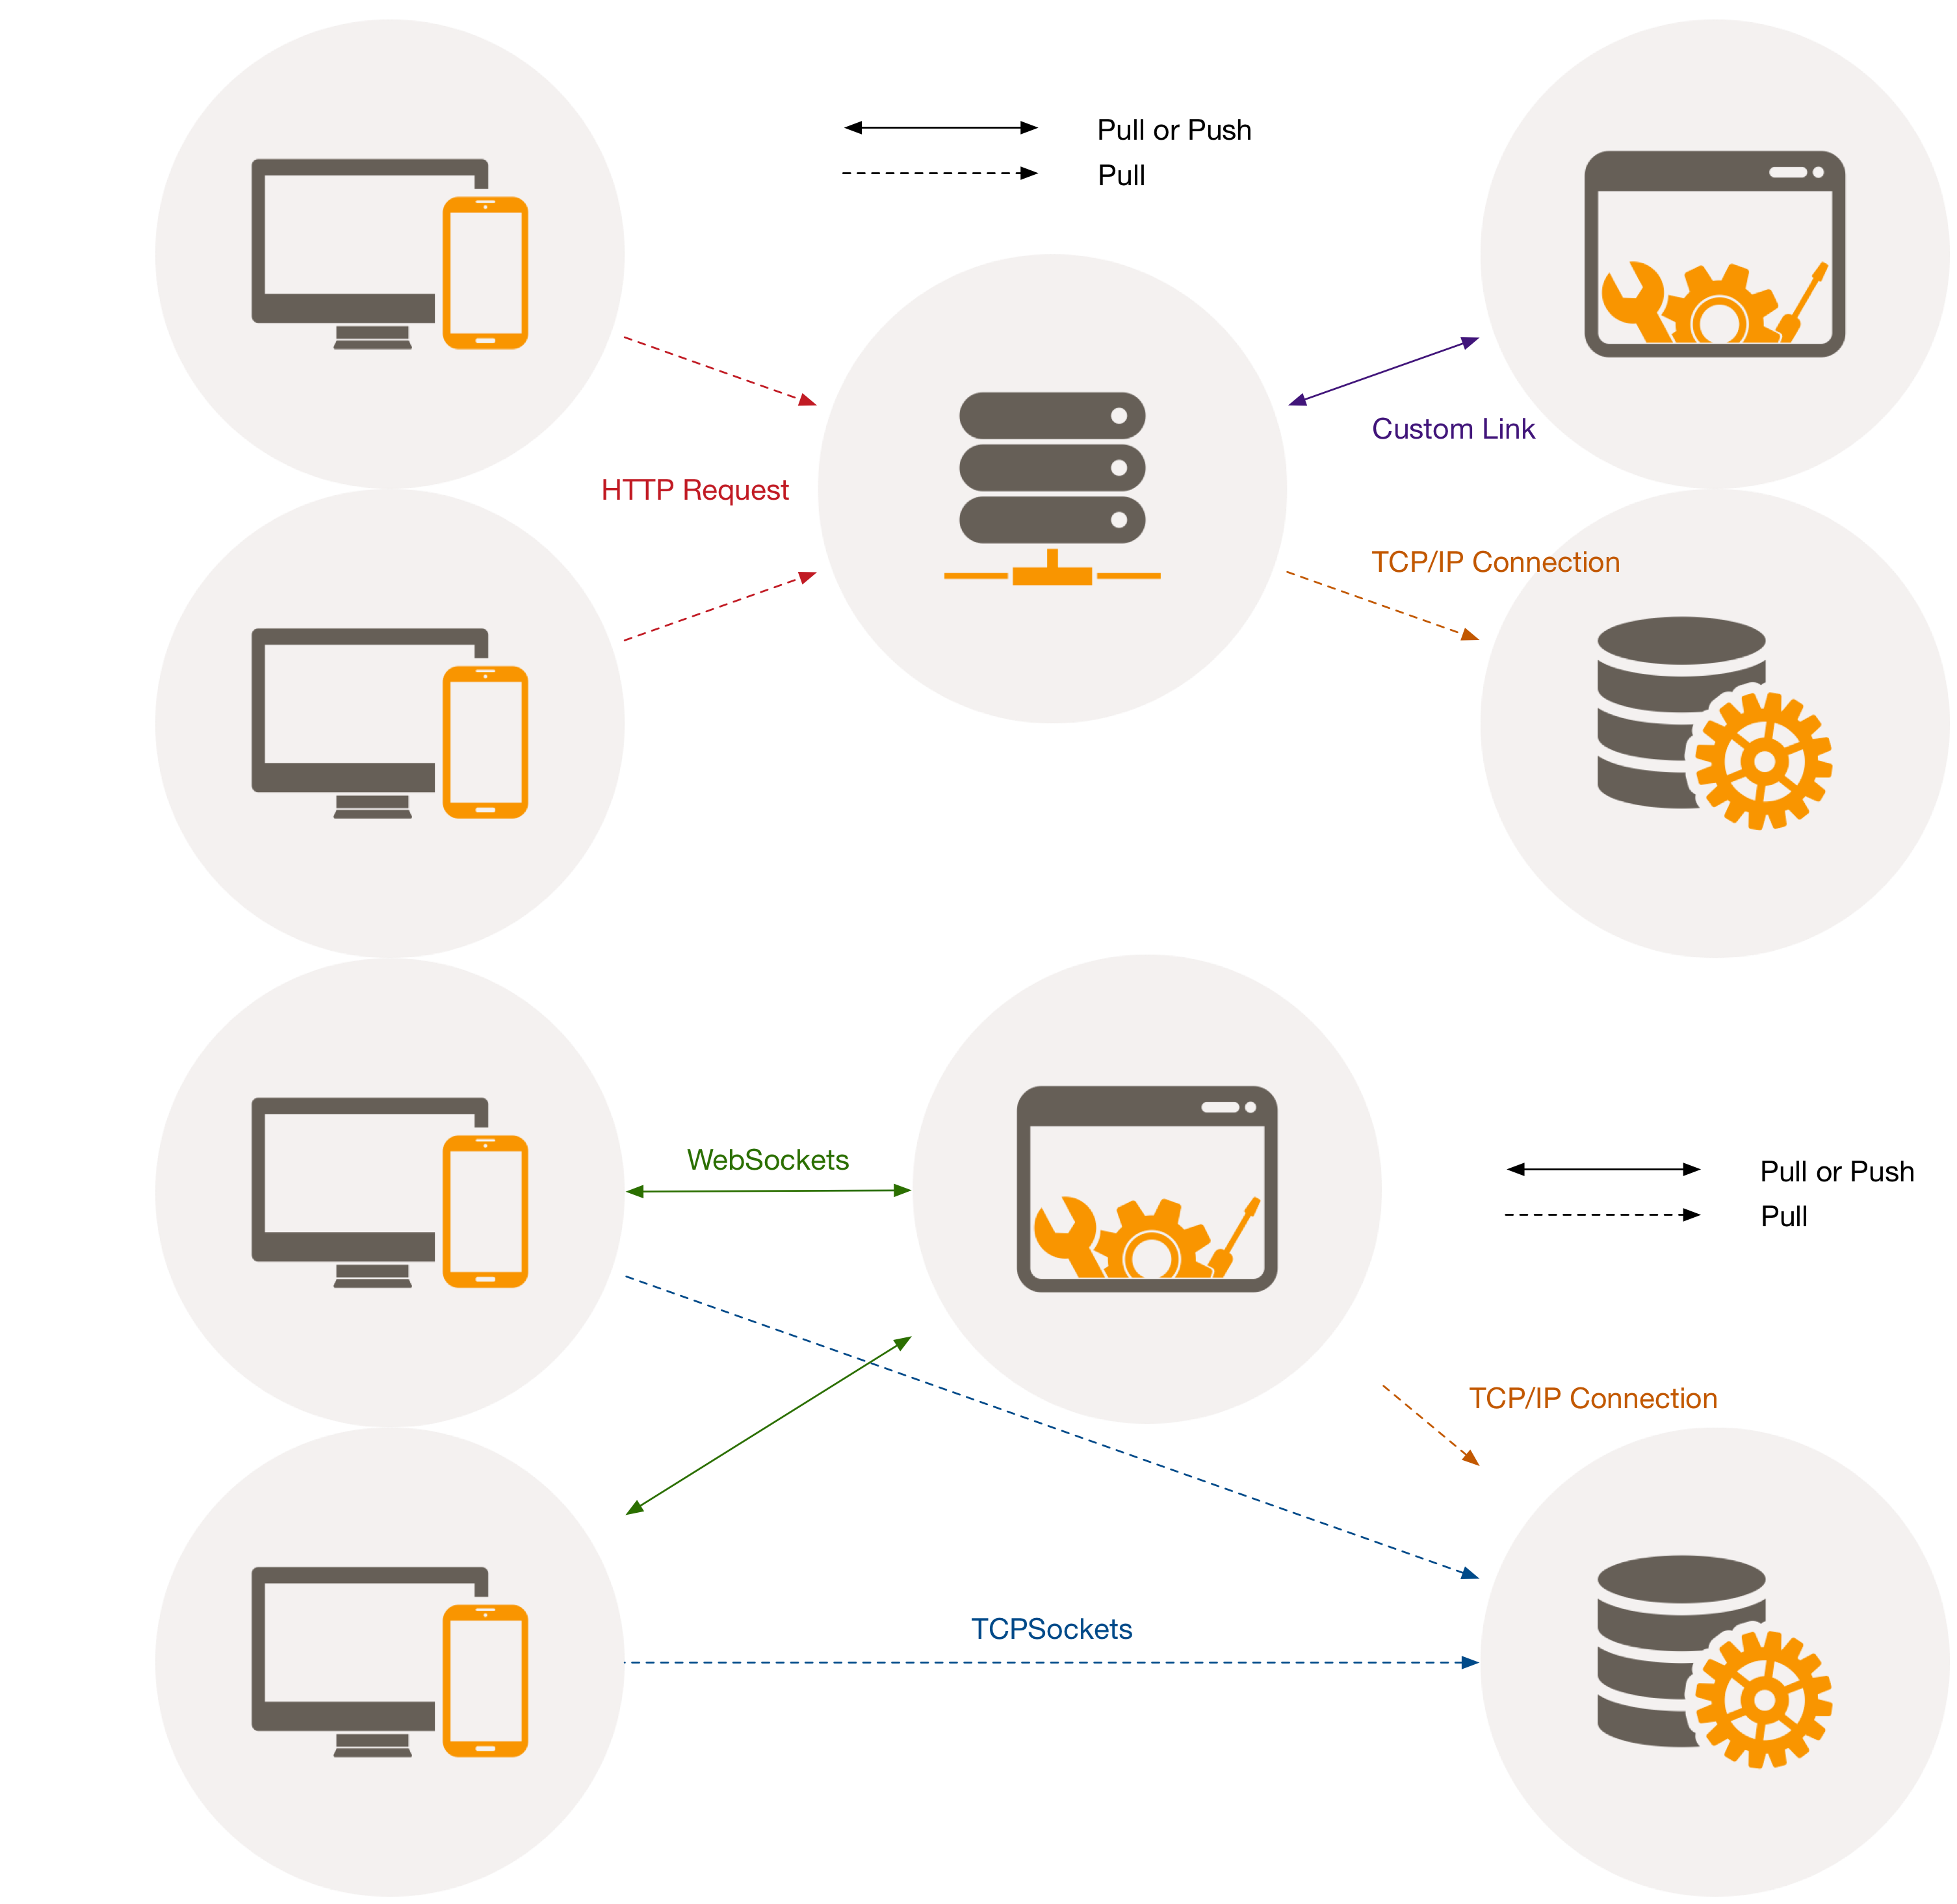 Pull or Push
Pull
Custom Link
HTTP Request
TCP/IP Connection
WebSockets
Pull or Push
Pull
TCP/IP Connection
TCPSockets